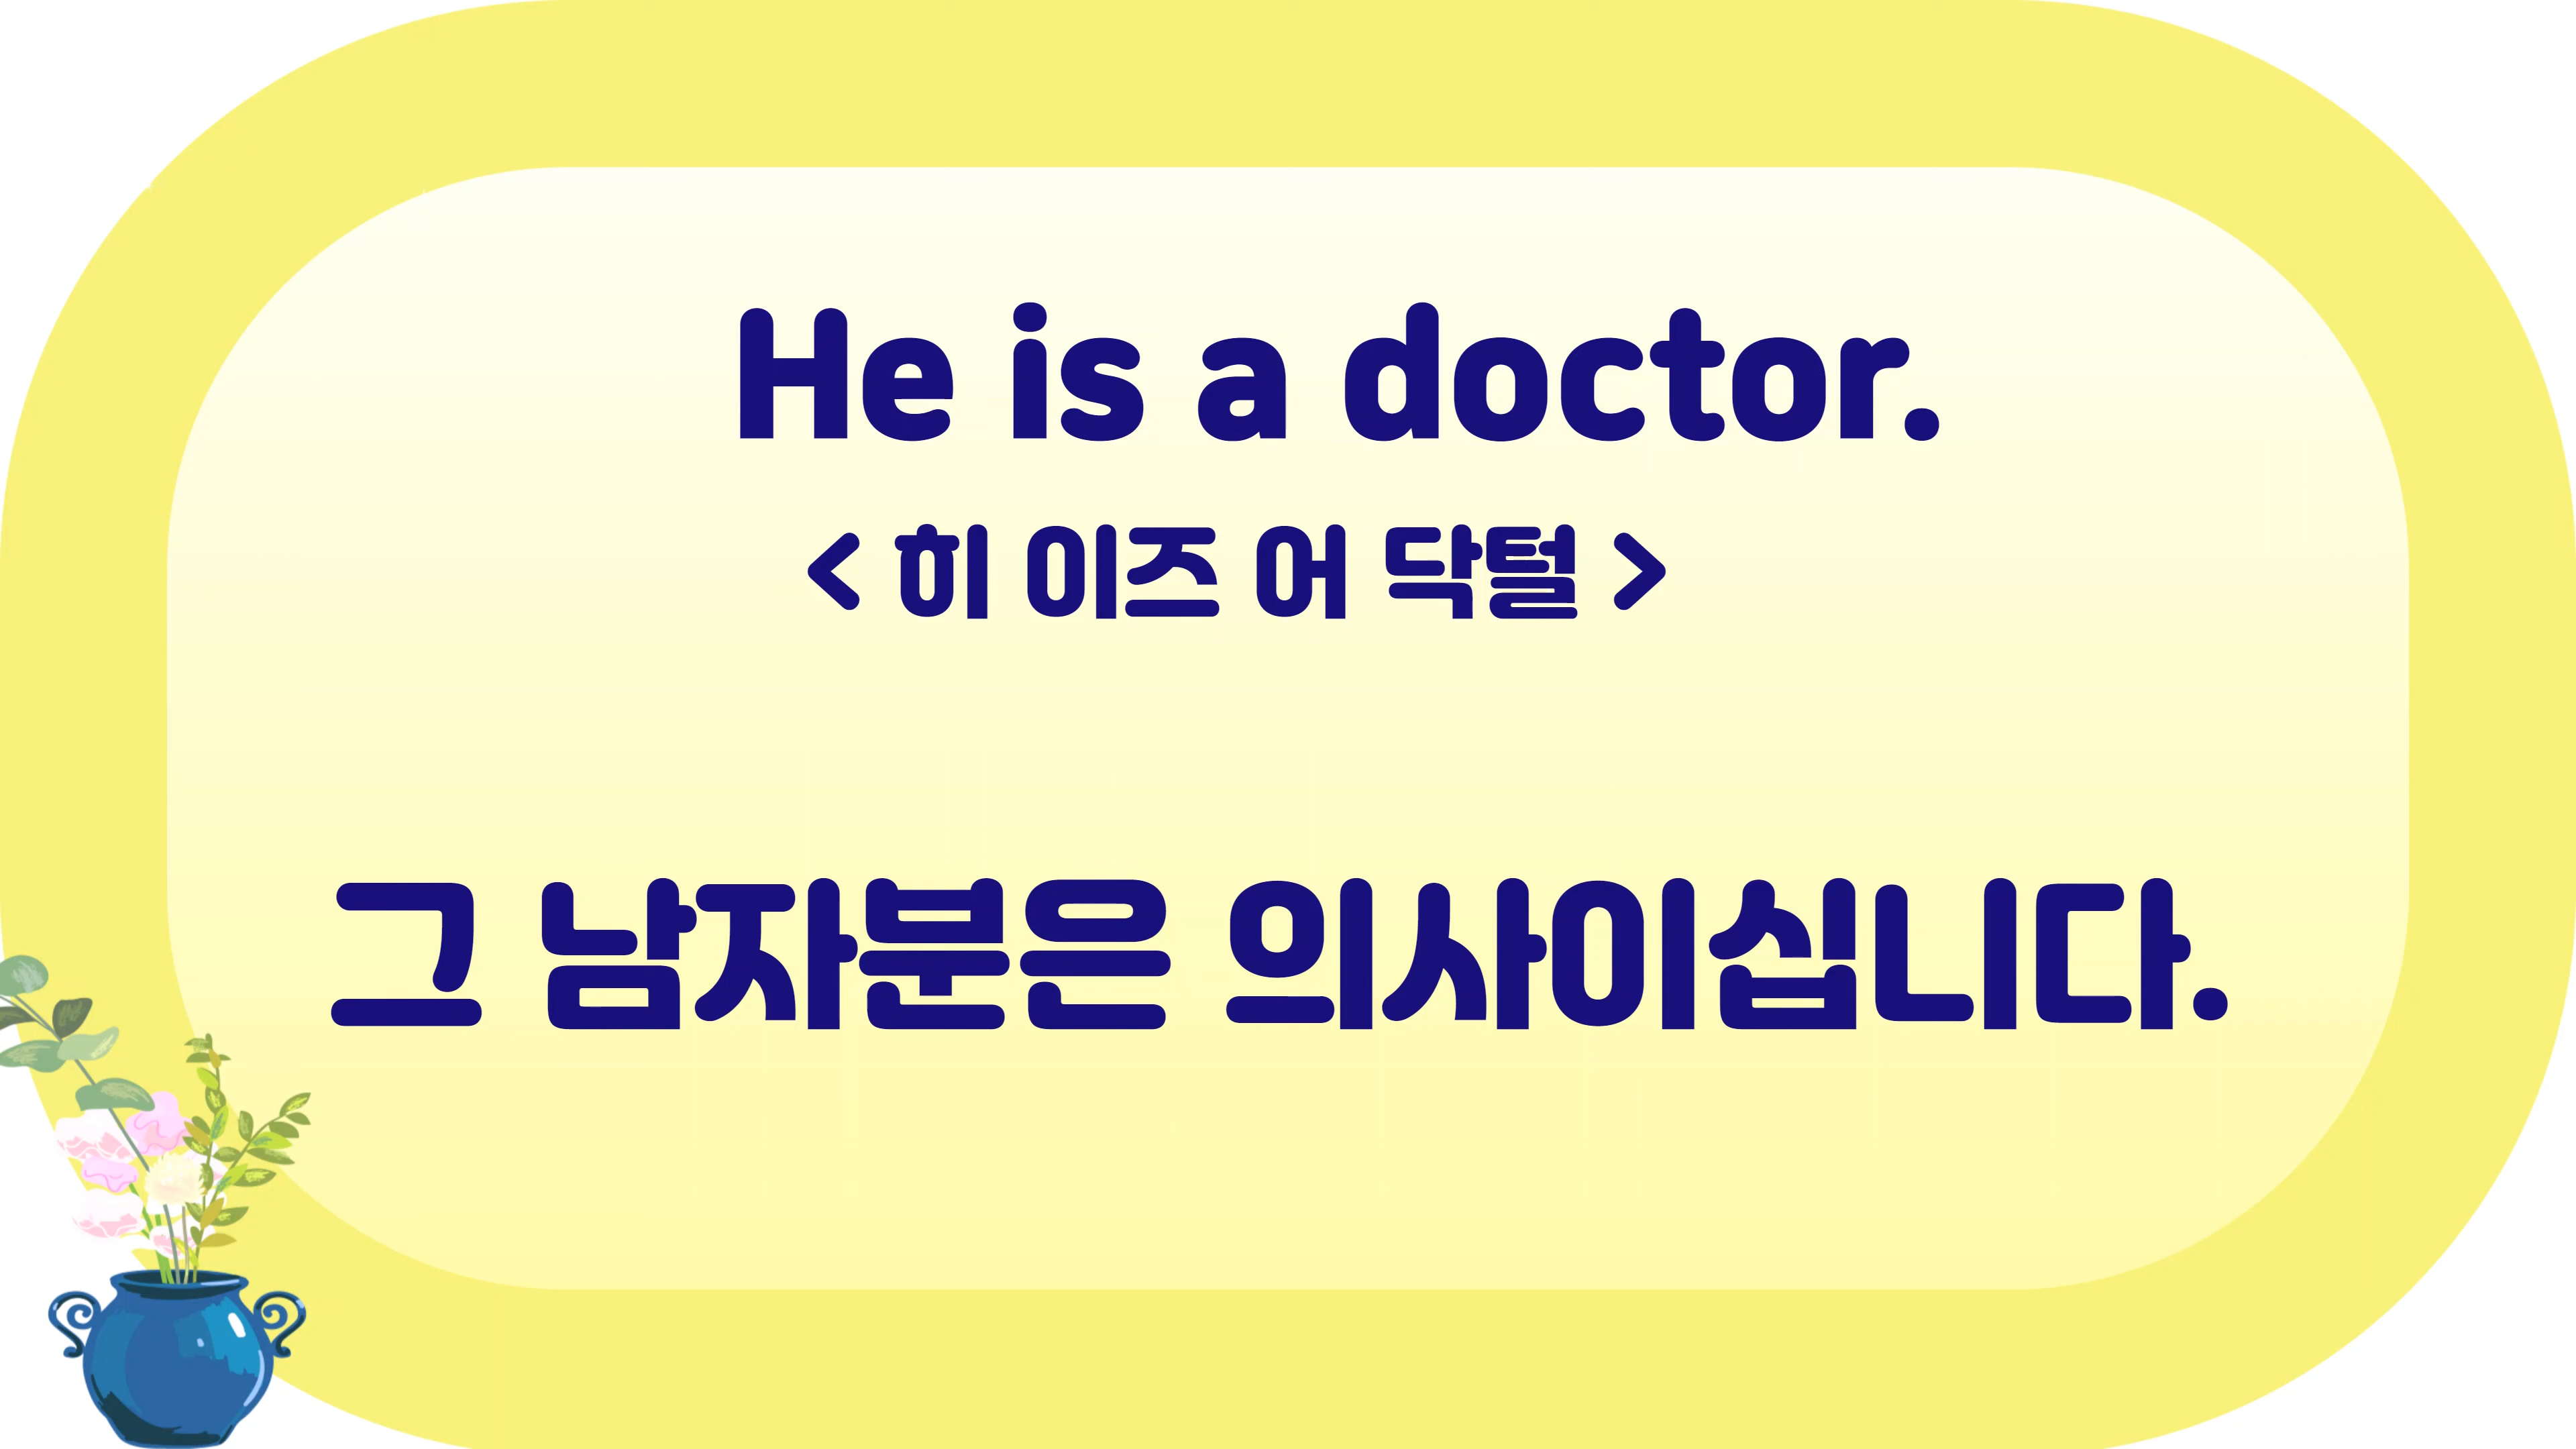 He is a doctor.
< 히 이즈 어 닥털 >
그 남자분은 의사이십니다.